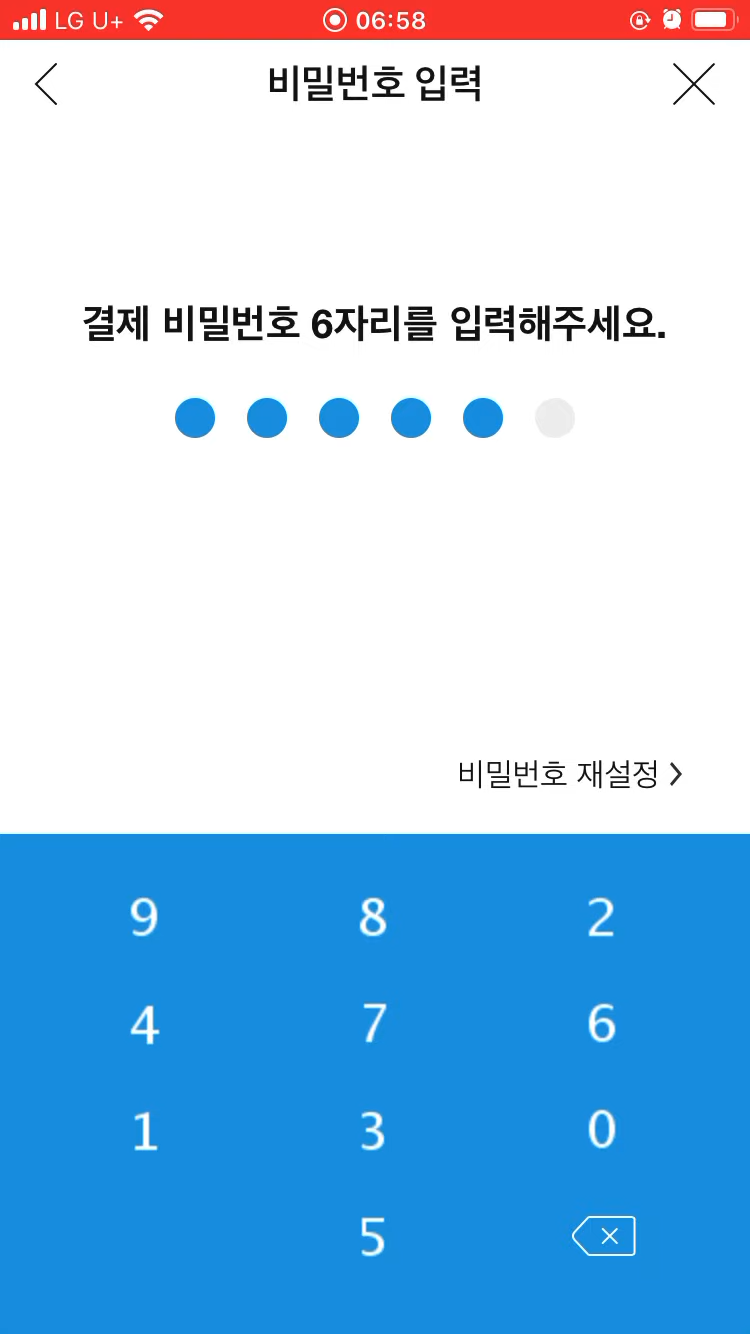 LG U+ 06:58
비밀번호 입력
결제 비밀번호 6자리를 입력해주세요.
비밀번호 재설정
9 8 2
4 7 6
1 3 0
5